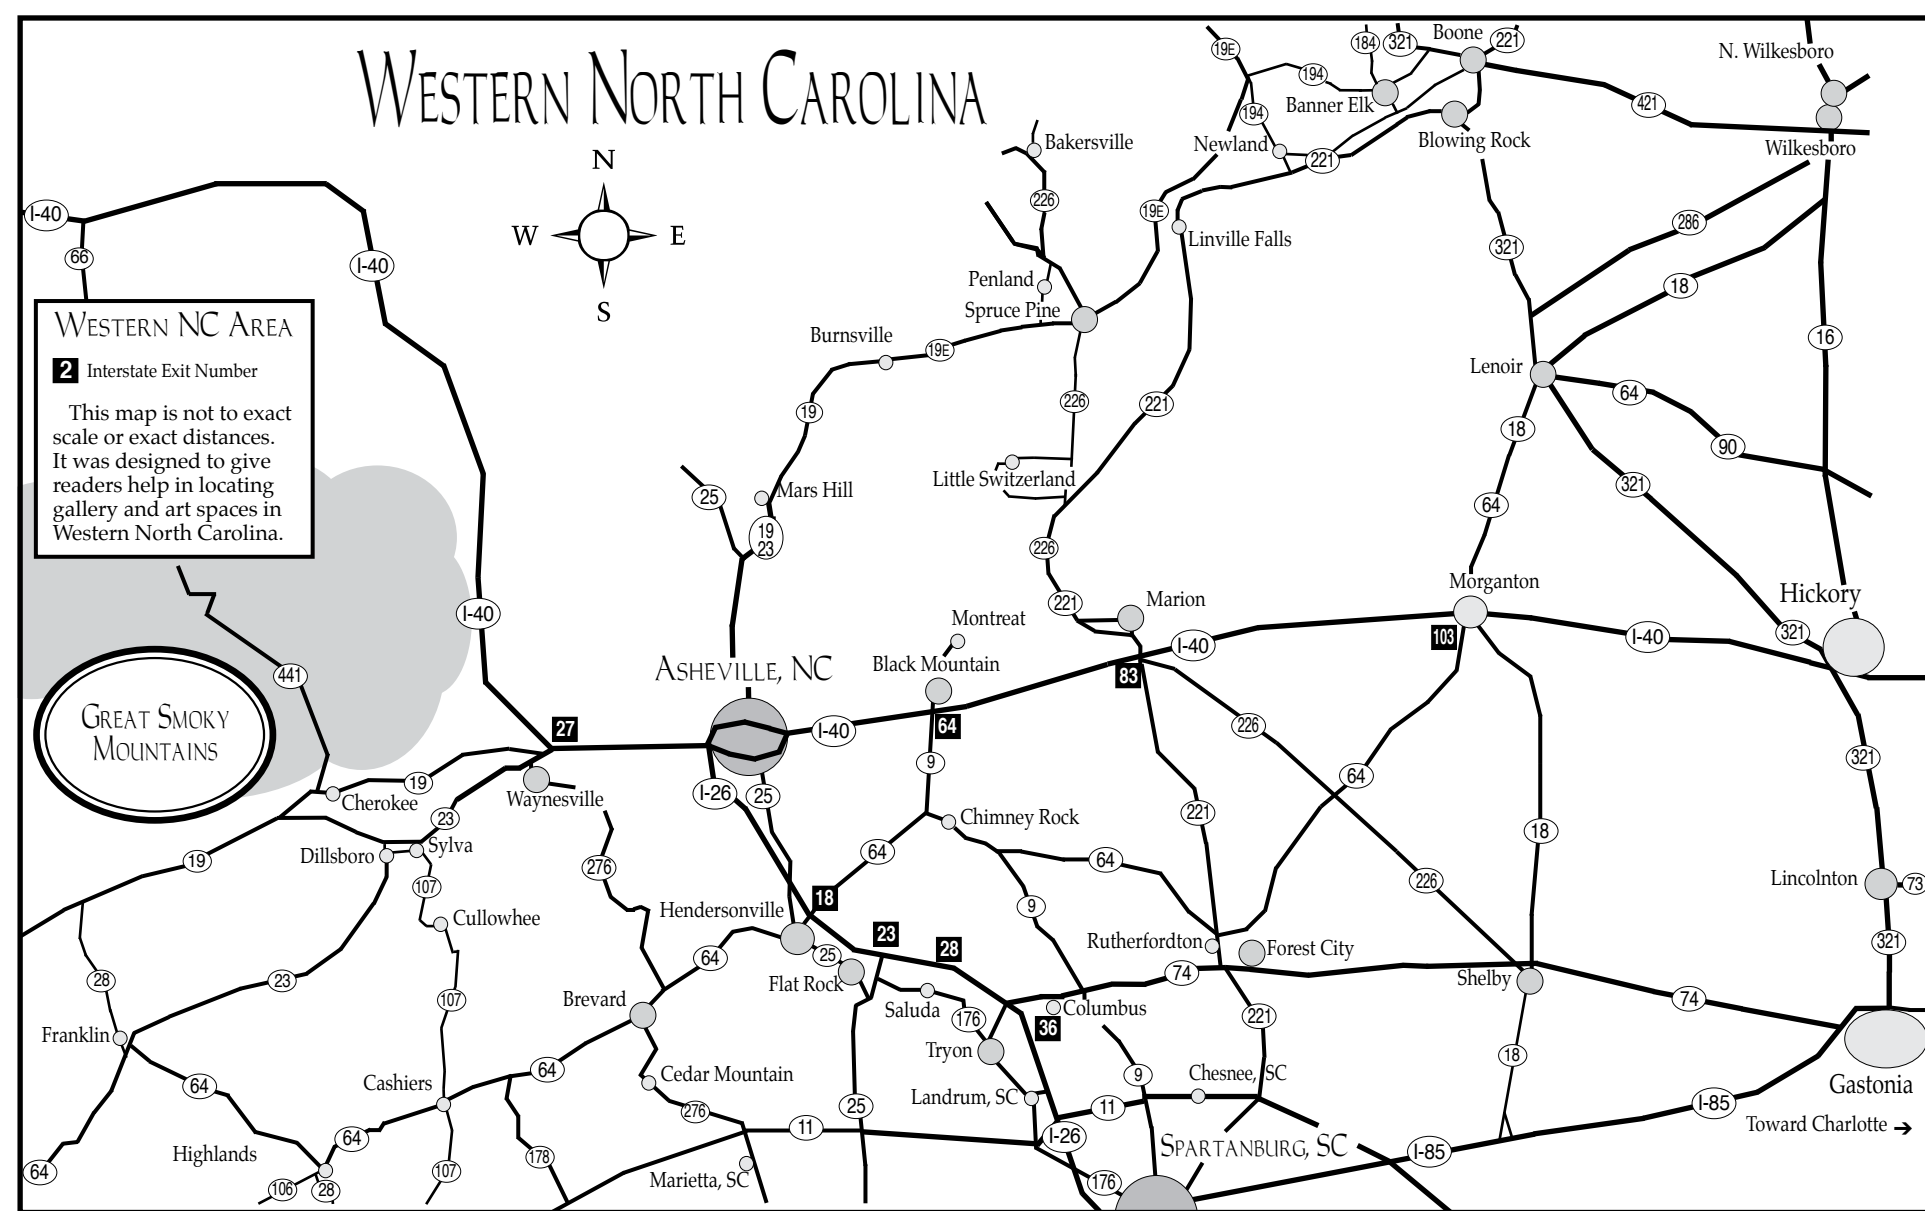 WESTERN NORTH CAROLINA
N
W
E
S
WESTERN NC AREA
2 Interstate Exit Number
This map is not to exact
scale or exact distances.
It was designed to give
readers help in locating
gallery and art spaces in
Western North Carolina.
GREAT SMOKY
MOUNTAINS
I-40
66
I-40
I-40
441
27
19
Cherokee
Waynesville
23
19
Dillsboro
Sylva
107
Cullowhee
276
28
23
107
Franklin
64
Cashiers
64
Highlands
64
106
28
107
64
178
Brevard
64
Cedar Mountain
276
11
Marietta, SC
25
19E
184
321
Boone
221
N. Wilkesboro
194
Banner Elk
194
421
Newland
221
Blowing Rock
Wilkesboro
Bakersville
226
19E
Linville Falls
286
321
18
Penland
Spruce Pine
16
Burnsville
19E
Lenoir
64
19
226
221
18
90
Little Switzerland
321
25
Mars Hill
64
19
23
226
221
Marion
Morganton
Hickory
Montreat
Black Mountain
ASHEVILLE, NC
I-40
103
I-40
321
83
64
I-40
226
9
64
321
I-26
25
Chimney Rock
221
18
64
64
226
Lincolnton
73
18
Hendersonville
9
23
28
Rutherfordton
Forest City
321
25
Flat Rock
74
Shelby
74
Saluda
176
Columbus
36
221
Tryon
18
9
Chesnee, SC
Gastonia
Landrum, SC
11
I-85
Toward Charlotte ➔
I-26
SPARTANBURG, SC
I-85
176